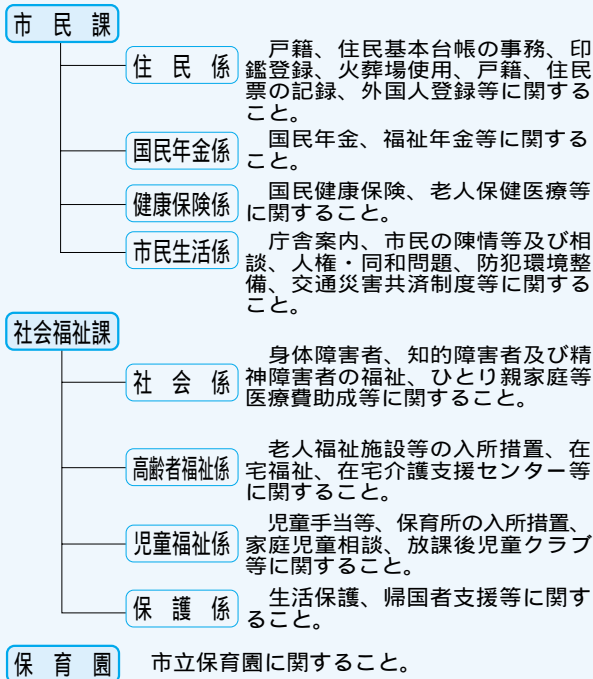 市民課
住民係
戸籍、住民基本台帳の事務、印
鑑登録、火葬場使用、戸籍、住民
票の記録、外国人登録等に関する
こと。
国民年金係
国民年金、福祉年金等に関する
こと。
健康保険係
国民健康保険、老人保健医療等
に関すること。
市民生活係
庁舎案内、市民の陳情等及び相
談、人権・同和問題、防犯環境整
備、交通災害共済制度等に関する
こと。
社会福祉課
社会係
身体障害者、知的障害者及び精
神障害者の福祉、ひとり親家庭等
医療費助成等に関すること。
高齢者福祉係
老人福祉施設等の入所措置、在
宅福祉、在宅介護支援センター等
に関すること。
児童福祉係
児童手当等、保育所の入所措置、
家庭児童相談、放課後児童クラブ
等に関すること。
保護係
生活保護、帰国者支援等に関す
ること。
保育園
市立保育園に関すること。